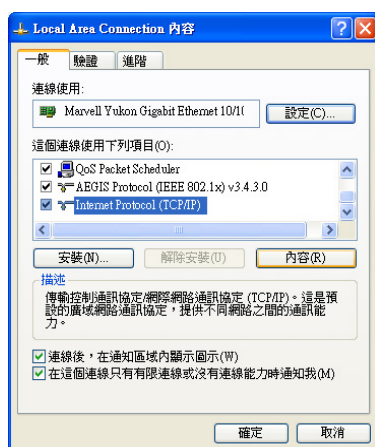 Local Area Connection 內容
一般 驗證 進階
連線使用:
Marvell Yukon Gigabit Ethernet 10/1(
設定(C)...
這個連線使用下列項目(O):
QoS Packet Scheduler
AEGIS Protocol (IEEE 802.1x) v3.4.3.0
Internet Protocol (TCP/IP)
安裝(N)... 解除安裝(U) 內容(R)
描述
傳輸控制通訊協定/網際網路通訊協定 (TCP/IP)。這是預
設的廣域網路通訊協定，提供不同網路之間的通訊能
力。
連線後，在通知區域內顯示圖示(W)
在這個連線只有有限連線或沒有連線能力時通知我(M)
確定 取消